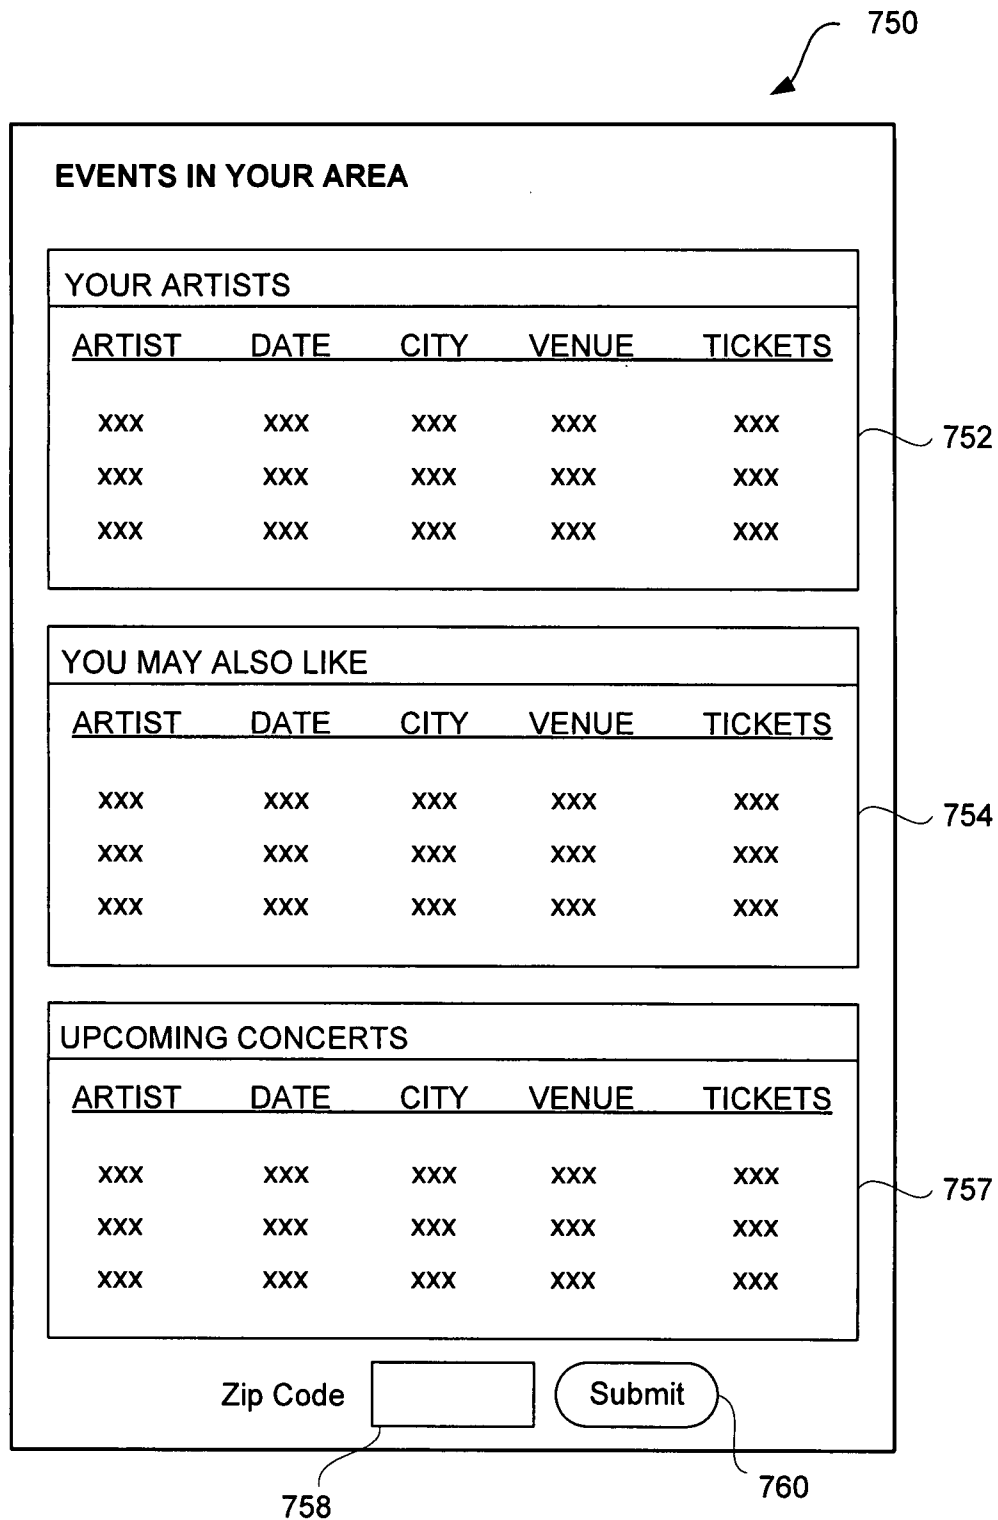 750
EVENTS IN YOUR AREA
YOUR ARTISTS
ARTIST DATE CITY VENUE TICKETS
xxx xxx xxx xxx xxx
752
xxx xxx xxx xxx xxx
xxx xxx xxx xxx xxx
YOU MAY ALSO LIKE
ARTIST DATE CITY VENUE TICKETS
xxx xxx xxx xxx xxx
754
xxx xxx xxx xxx xxx
xxx xxx xxx xxx xxx
UPCOMING CONCERTS
ARTIST DATE CITY VENUE TICKETS
xxx xxx xxx xxx xxx
757
xxx xxx xxx xxx xxx
xxx xxx xxx xxx xxx
Zip Code Submit
758 760